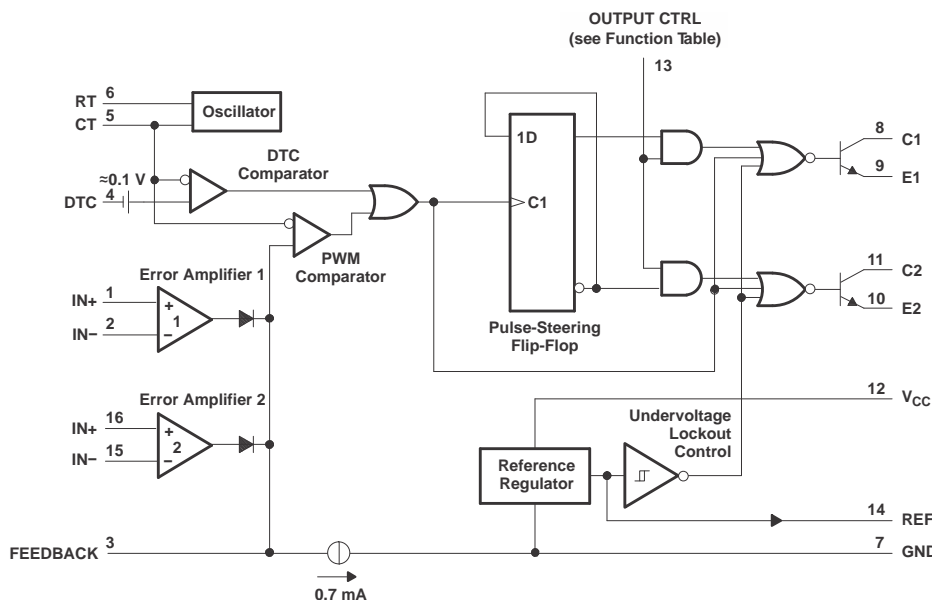 OUTPUT CTRL
(see Function Table)
13
RT
6
CT
5
Oscillator
DTC
Comparator
≈0.1 V
DTC
4
PWM
Comparator
1D
C1
Pulse-Steering
Flip-Flop
8
C1
9
E1
11
C2
10
E2
Error Amplifier 1
IN+
1
IN−
2
+
1
−
Error Amplifier 2
IN+
16
IN−
15
+
2
−
12
VCC
Undervoltage
Lockout
Control
Reference
Regulator
14
REF
FEEDBACK
3
7
GND
0.7 mA